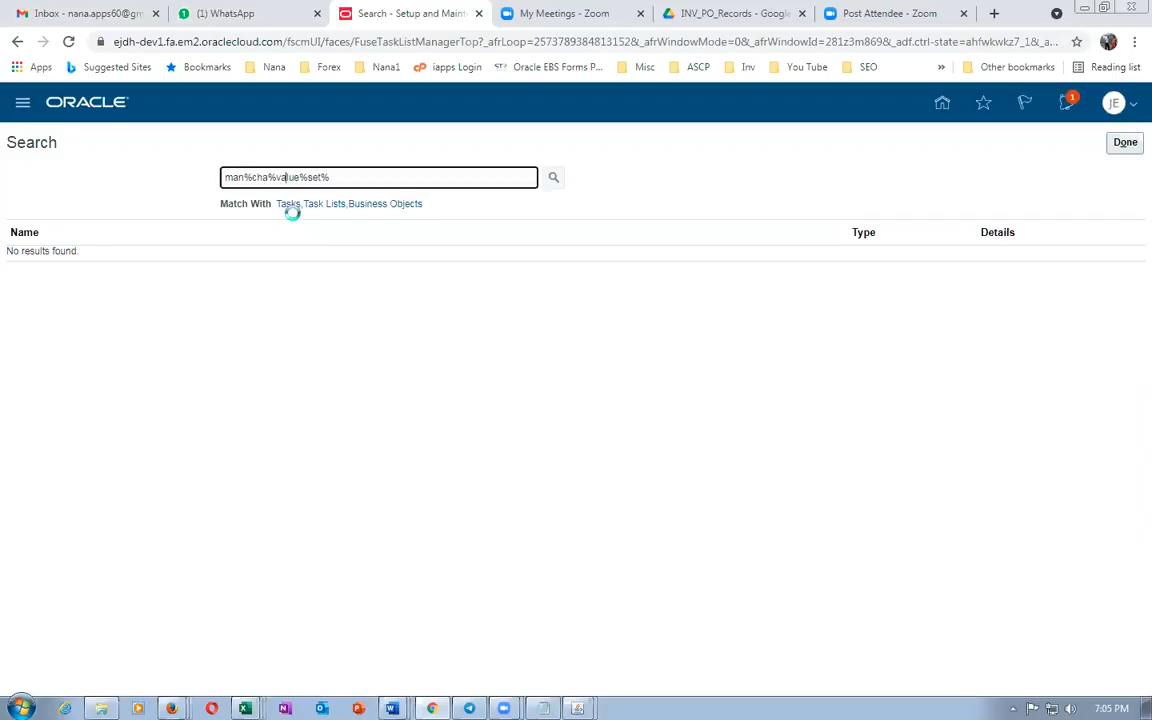 Inbox - nana.apps60@gm
(1) WhatsApp
Search - Setup and Maint
My Meetings - Zoom
INV_PO_Records - Google
Post Attendee - Zoom
ejdh-dev1.fa.em2.oraclecloud.com/fscmUI/faces/FuseTaskListManagerTop?_afrLoop=2573789384813152&_afrWindowMode=0&_afrWindowId=281z3m869&_adf.ctrl-state=ahfwkwkz7_1&_a...
Apps
Suggested Sites
Bookmarks
Nana
Forex
Nana1
iapps Login
Oracle EBS Forms P...
Misc
ASCP
Inv
You Tube
SEO
»
Other bookmarks
Reading list
ORACLE
1
JE
Search
Done
man%cha%value%set%
Match With Tasks,Task Lists,Business Objects
Name Type Details
No results found.
7:05 PM